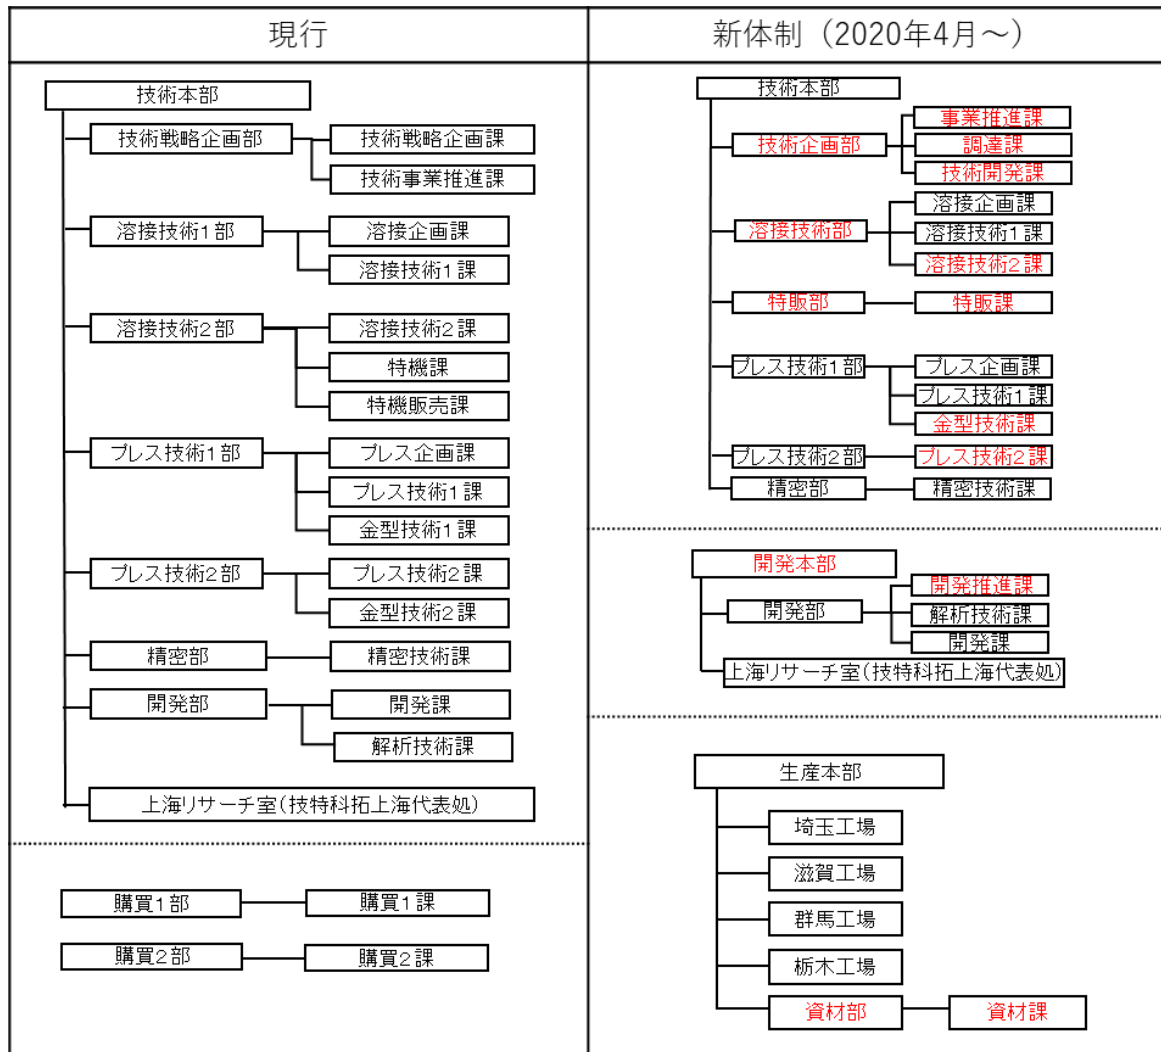 現行
技術本部
技術戦略企画部
技術戦略企画課
技術事業推進課
溶接技術1部
溶接企画課
溶接技術1課
溶接技術2部
溶接技術2課
特機課
特機販売課
プレス技術1部
プレス企画課
プレス技術1課
金型技術1課
プレス技術2部
プレス技術2課
金型技術2課
精密部
精密技術課
開発部
開発課
解析技術課
上海リサーチ室(技特科拓上海代表処)
購買1部
購買1課
購買2部
購買2課
新体制（2020年4月～）
技術本部
技術企画部
事業推進課
調達課
技術開発課
溶接技術部
溶接企画課
溶接技術1課
溶接技術2課
特販部
特販課
プレス技術1部
プレス企画課
プレス技術1課
金型技術課
プレス技術2部
プレス技術2課
精密部
精密技術課
開発本部
開発部
開発推進課
解析技術課
開発課
上海リサーチ室(技特科拓上海代表処)
生産本部
埼玉工場
滋賀工場
群馬工場
栃木工場
資材部
資材課